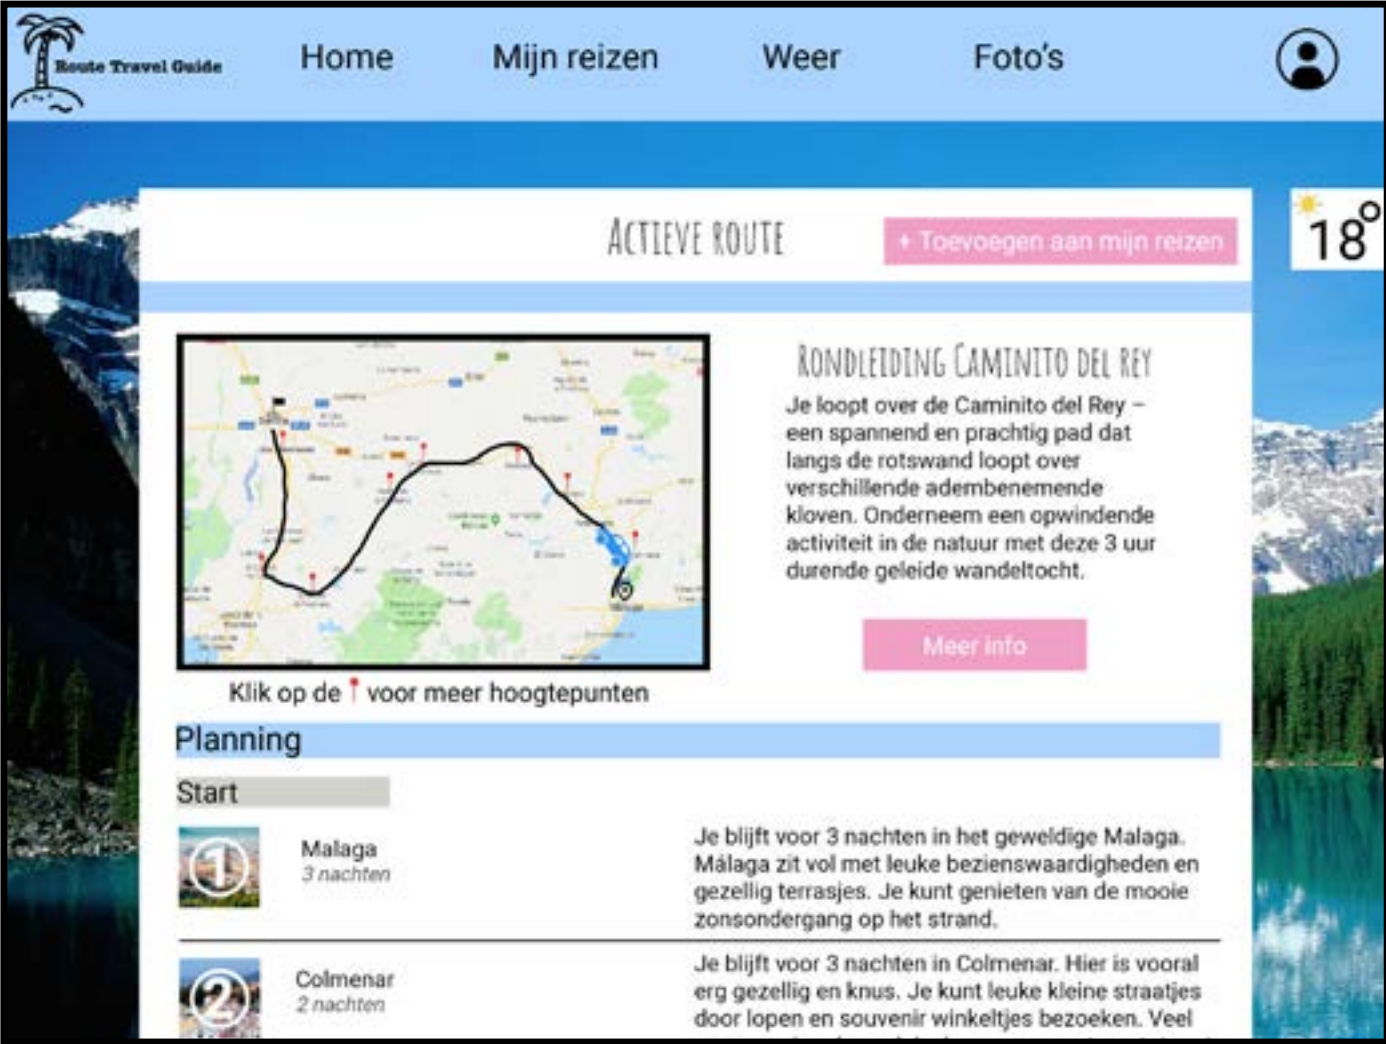 Route Travel Guide
Home
Mijn reizen
Weer
Foto's
18°
Actieve route
+ Toevoegen aan mijn reizen
Rondleiding Caminito del rey
Je loopt over de Caminito del Rey –
een spannend en prachtig pad dat
langs de rotswand loopt over
verschillende adembenemende
kloven. Onderneem een opwindende
activiteit in de natuur met deze 3 uur
durende geleide wandeltocht.
Meer info
Klik op de voor meer hoogtepunten
Planning
Start
1
Malaga
3 nachten
Je blijft voor 3 nachten in het geweldige Malaga.
Málaga zit vol met leuke bezienswaardigheden en
gezellig terrasjes. Je kunt genieten van de mooie
zonsondergang op het strand.
2
Colmenar
2 nachten
Je blijft voor 3 nachten in Colmenar. Hier is vooral
erg gezellig en knus. Je kunt leuke kleine straatjes
door lopen en souvenir winkeltjes bezoeken. Veel